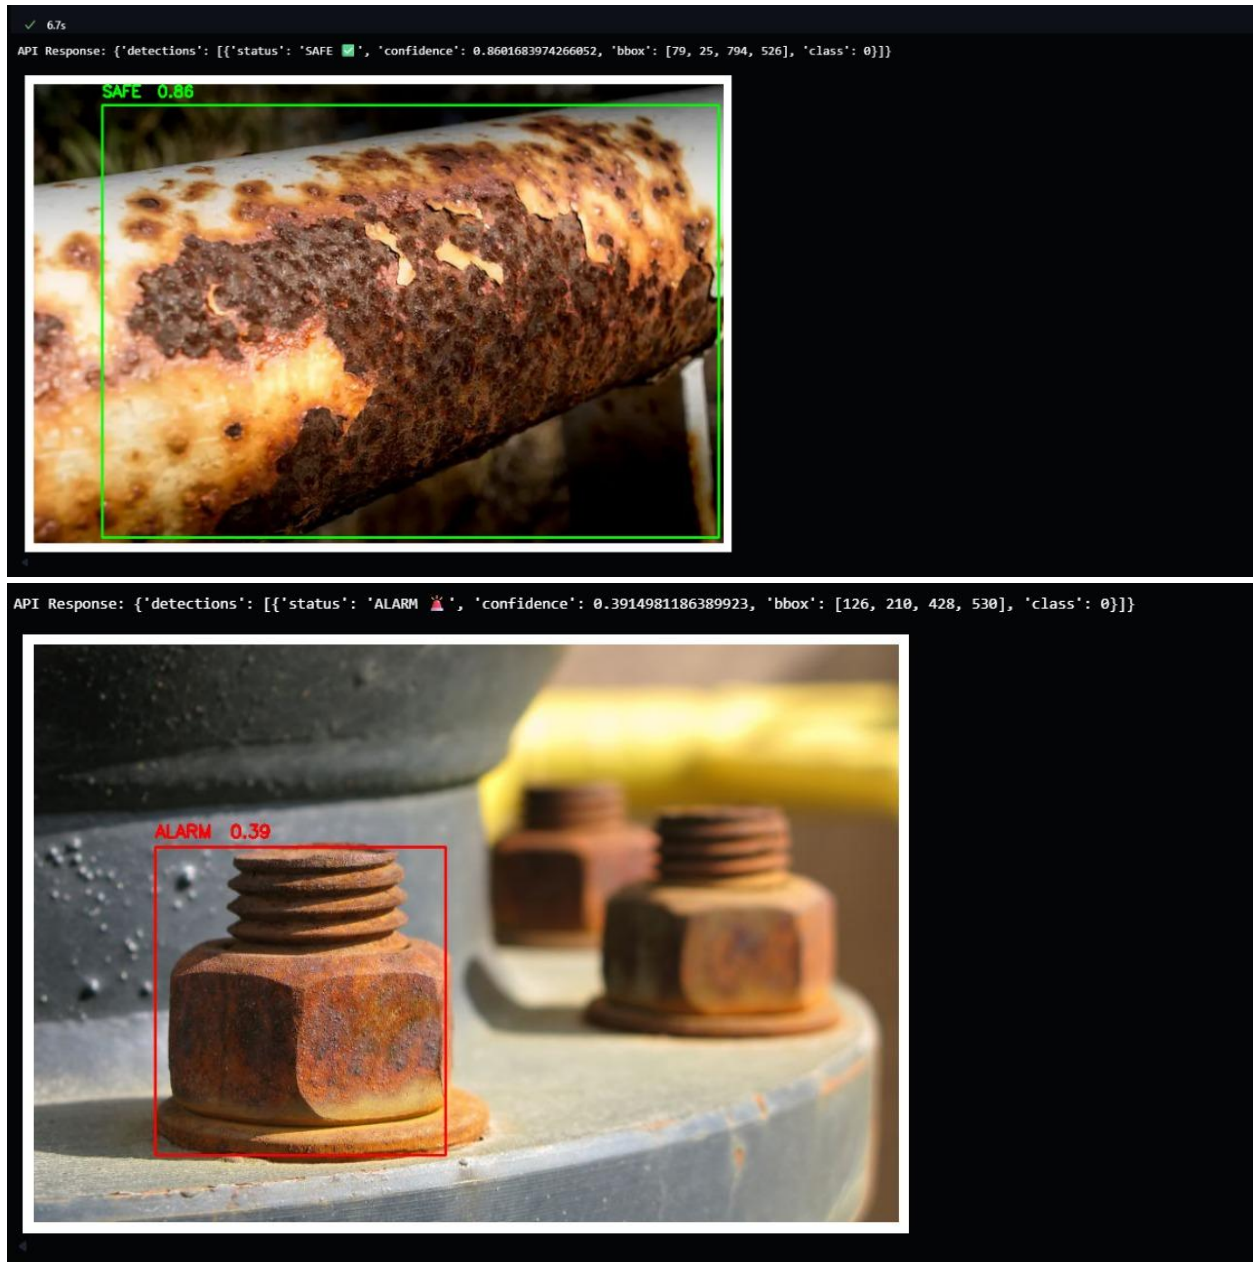 ✓ 6.7s
API Response: {'detections': [{'status': 'SAFE ✅', 'confidence': 0.8601683974266052, 'bbox': [79, 25, 794, 526], 'class': 0}]}
SAFE 0.86
API Response: {'detections': [{'status': 'ALARM 🚨', 'confidence': 0.3914981186389923, 'bbox': [126, 210, 428, 530], 'class': 0}]}
ALARM 0.39